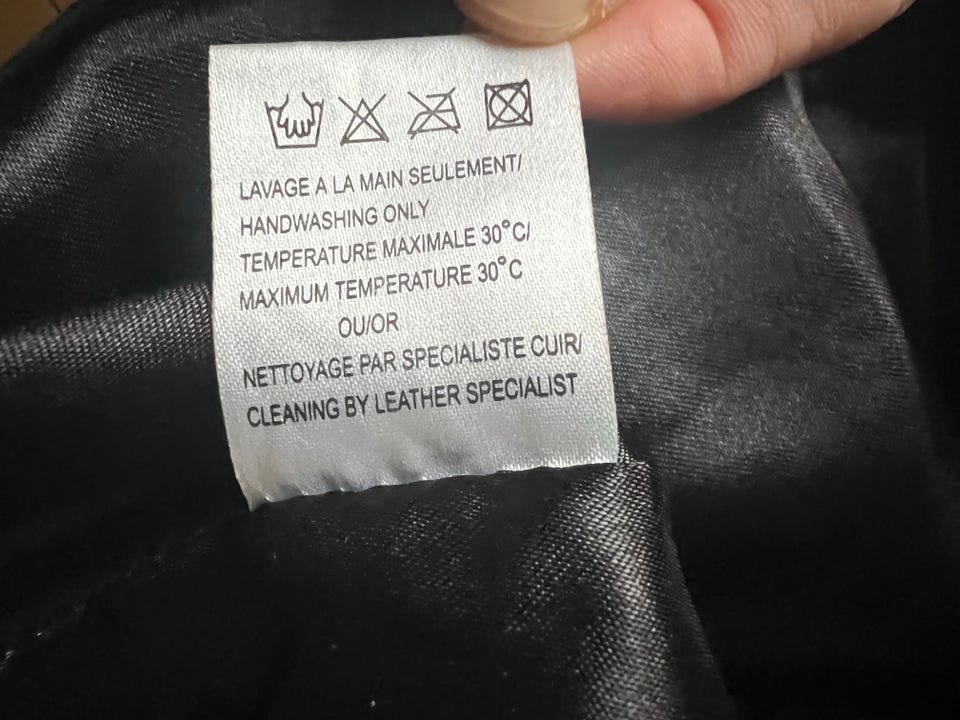 LAVAGE A LA MAIN SEULEMENT/
HANDWASHING ONLY
TEMPERATURE MAXIMALE 30°C/
MAXIMUM TEMPERATURE 30°C
OU/OR
NETTOYAGE PAR SPECIALISTE CUIR/
CLEANING BY LEATHER SPECIALIST